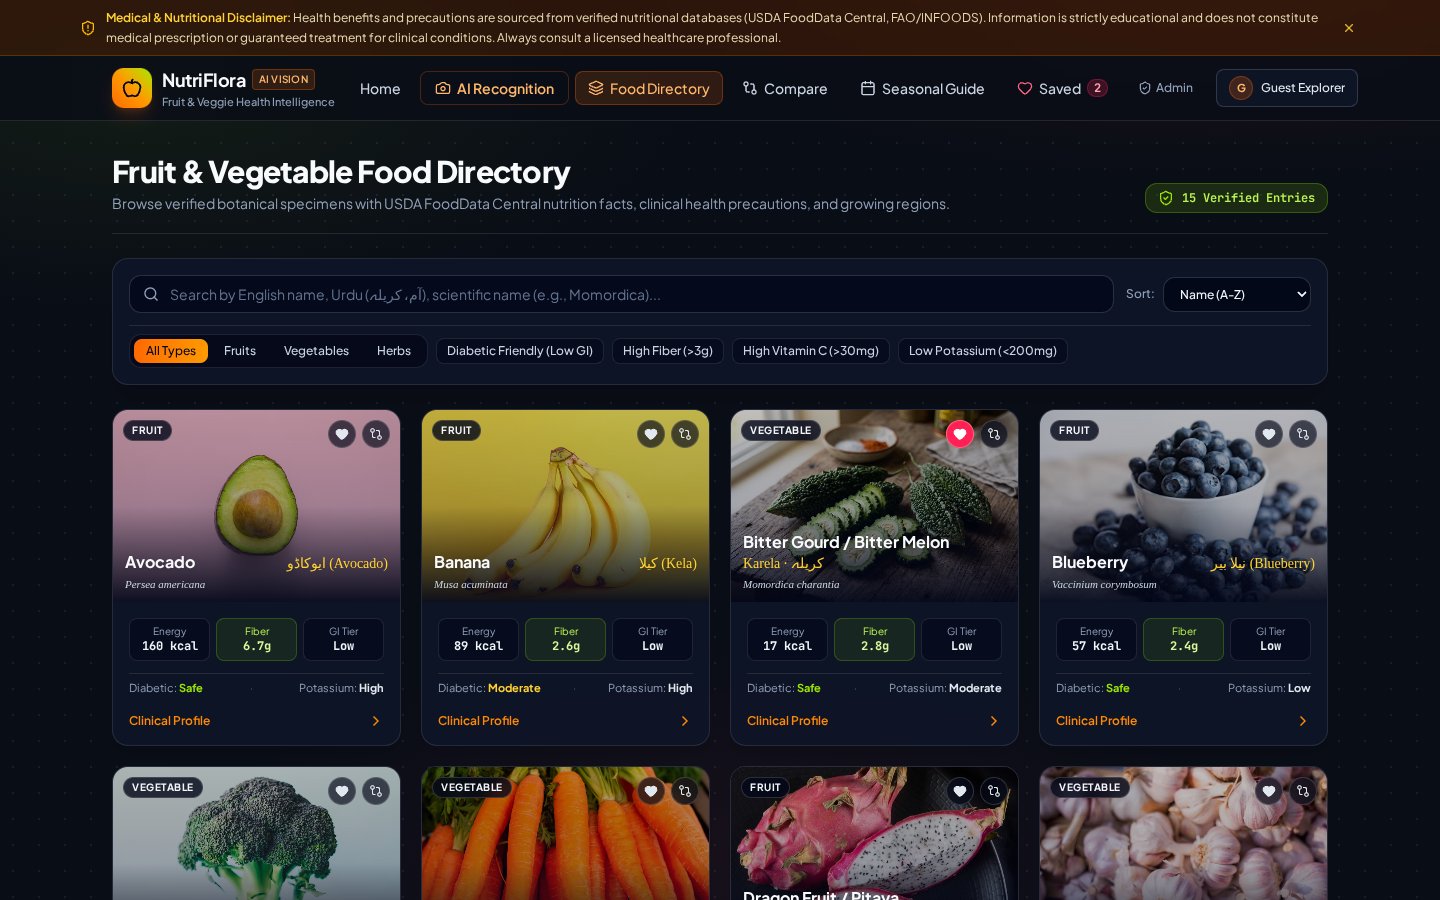 Medical & Nutritional Disclaimer: Health benefits and precautions are sourced from verified nutritional databases (USDA FoodData Central, FAO/INFOODS). Information is strictly educational and does not constitute
medical prescription or guaranteed treatment for clinical conditions. Always consult a licensed healthcare professional.
NutriFlora AI VISION
Fruit & Veggie Health Intelligence
Home AI Recognition Food Directory Compare Seasonal Guide Saved 2 Admin G Guest Explorer
Fruit & Vegetable Food Directory
Browse verified botanical specimens with USDA FoodData Central nutrition facts, clinical health precautions, and growing regions.
15 Verified Entries
Search by English name, Urdu (آم، کریلہ), scientific name (e.g., Momordica)...
Sort: Name (A-Z)
All Types Fruits Vegetables Herbs Diabetic Friendly (Low GI) High Fiber (>3g) High Vitamin C (>30mg) Low Potassium (<200mg)
FRUIT
Avocado ایوکاڈو (Avocado)
Persea americana
Energy Fiber GI Tier
160 kcal 6.7g Low
Diabetic: Safe · Potassium: High
Clinical Profile
FRUIT
Banana کیلا (Kela)
Musa acuminata
Energy Fiber GI Tier
89 kcal 2.6g Low
Diabetic: Moderate · Potassium: High
Clinical Profile
VEGETABLE
Bitter Gourd / Bitter Melon
Karela · کریلہ
Momordica charantia
Energy Fiber GI Tier
17 kcal 2.8g Low
Diabetic: Safe · Potassium: Moderate
Clinical Profile
FRUIT
Blueberry نیلا بیر (Blueberry)
Vaccinium corymbosum
Energy Fiber GI Tier
57 kcal 2.4g Low
Diabetic: Safe · Potassium: Low
Clinical Profile
VEGETABLE
VEGETABLE
FRUIT
Dragon Fruit / Pitaya
VEGETABLE